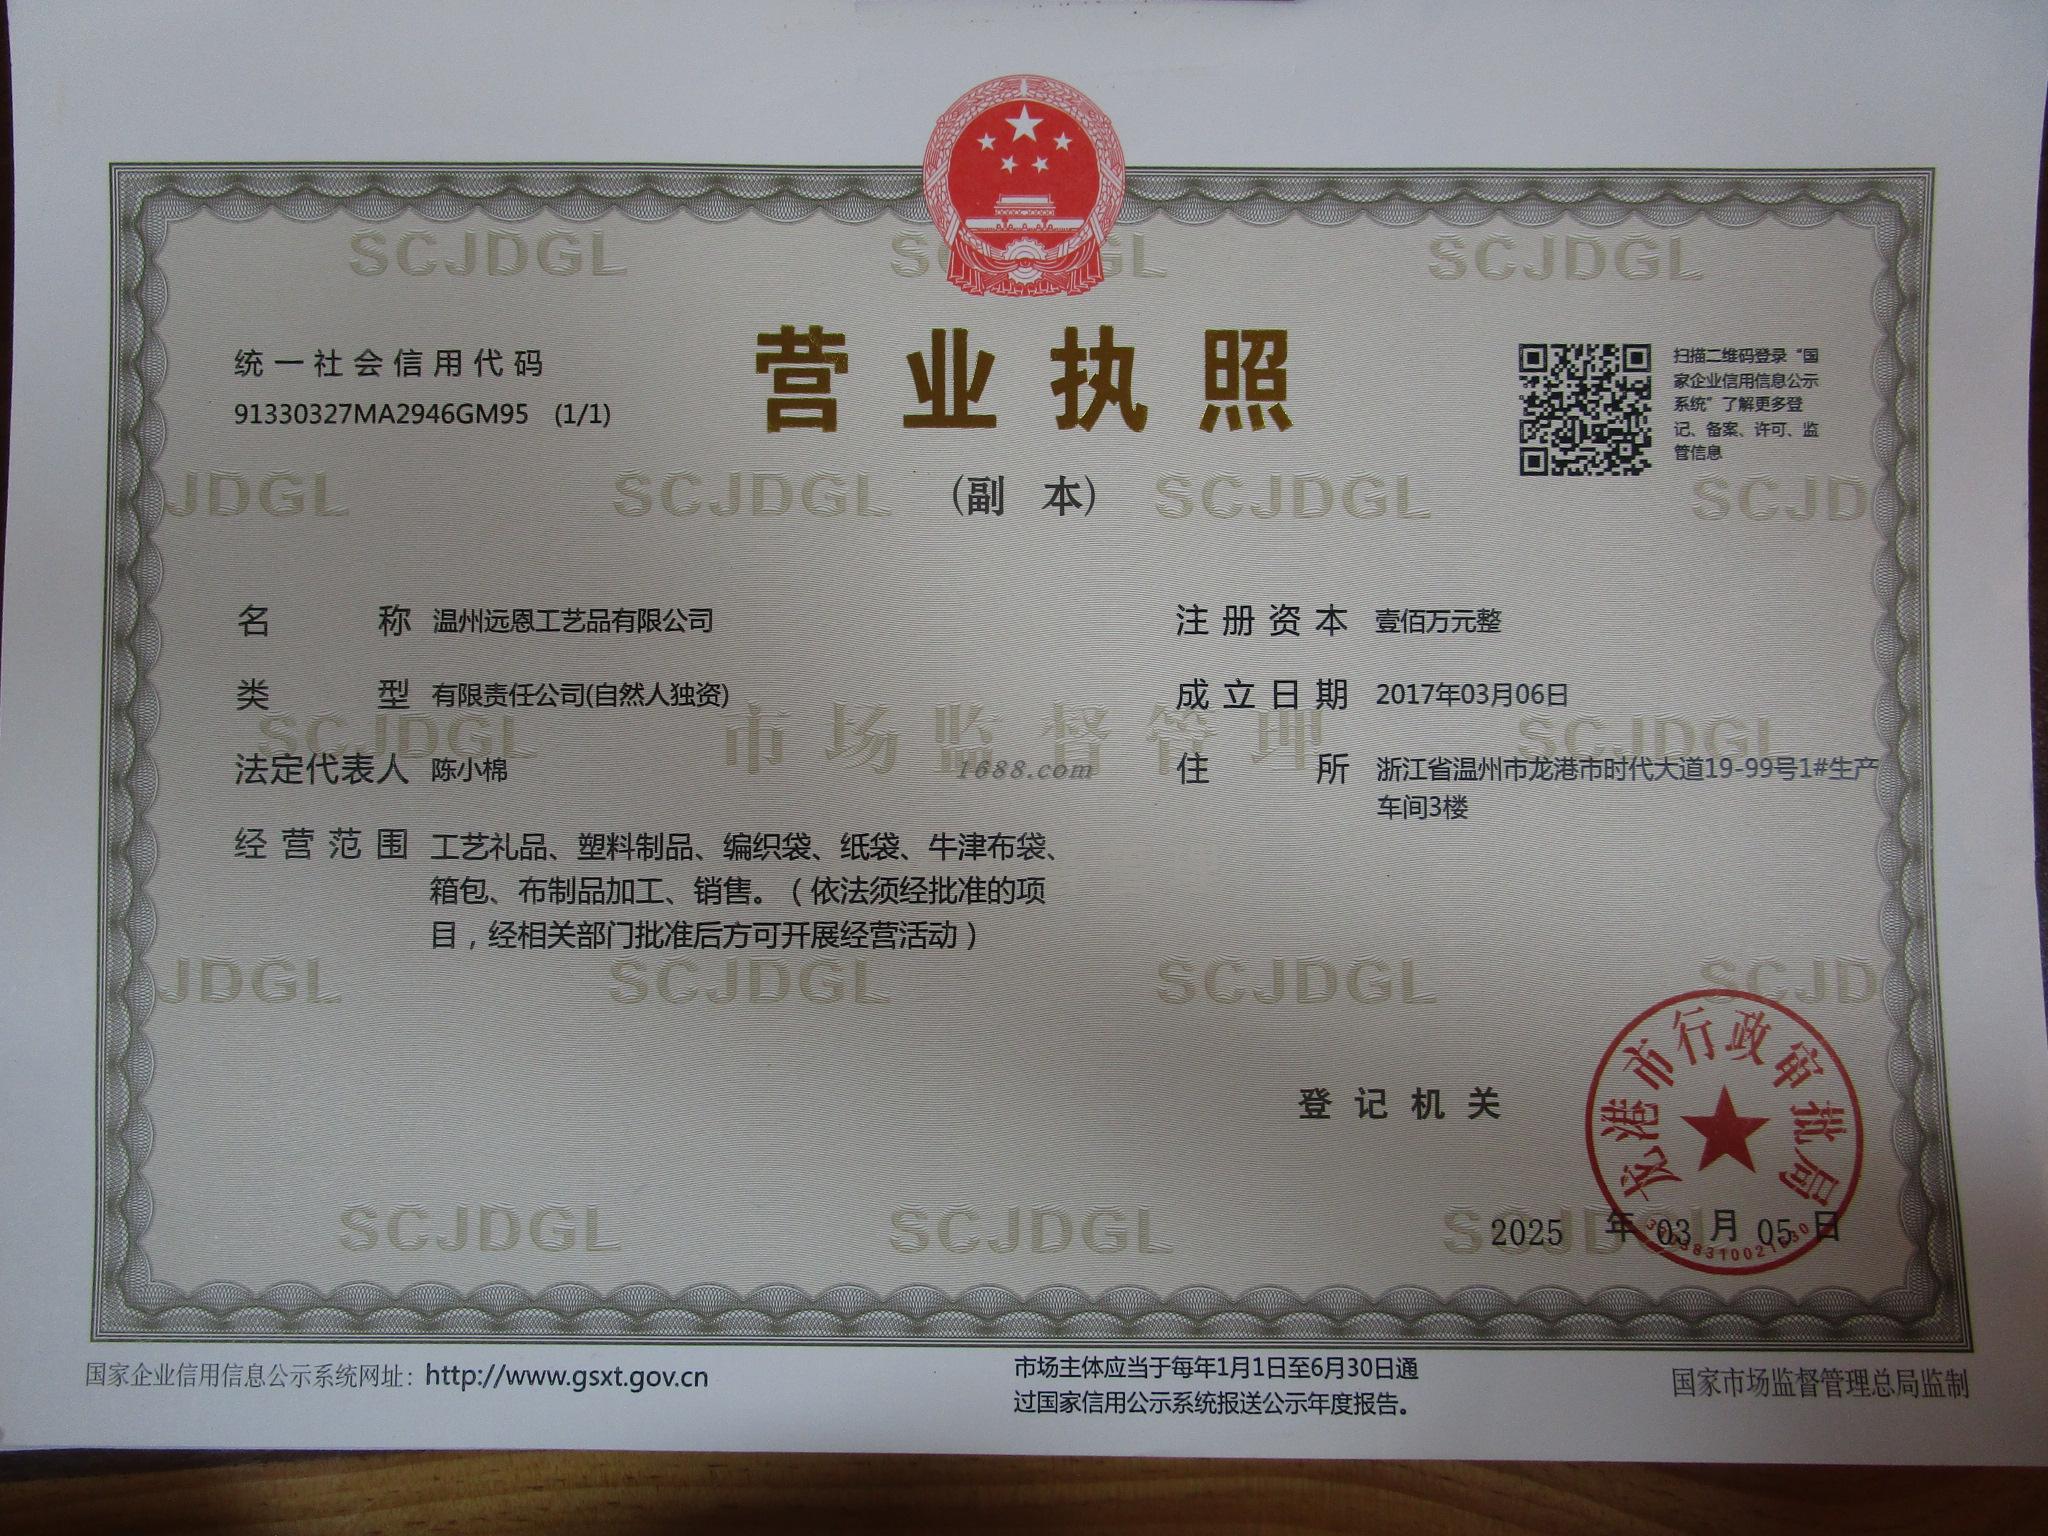 SCJDGL
SCJDGL
SCJDGL
统一社会信用代码
91330327MA2946GM95 (1/1)
营业执照
(副 本)
扫描二维码登录“国
家企业信用信息公示
系统”了解更多登
记、备案、许可、监
管信息
JDGL
SCJDGL
SCJDGL
SCJD
名称 温州远恩工艺品有限公司
类型 有限责任公司(自然人独资)
法定代表人 陈小棉
经营范围 工艺礼品、塑料制品、编织袋、纸袋、牛津布袋、
箱包、布制品加工、销售。（依法须经批准的项
目，经相关部门批准后方可开展经营活动）
注册资本 壹佰万元整
成立日期 2017年03月06日
住所 浙江省温州市龙港市时代大道19-99号1#生产
车间3楼
SCJDGL
市场监督管理
SCJDGL
1688.com
JDGL
SCJDGL
SCJDGL
SCJD
登记机关
龙港市行政审批局
SCJDGL
SCJDGL
2025 年 03 月 05 日
国家企业信用信息公示系统网址：http://www.gsxt.gov.cn
市场主体应当于每年1月1日至6月30日通
过国家信用公示系统报送公示年度报告。
国家市场监督管理总局监制